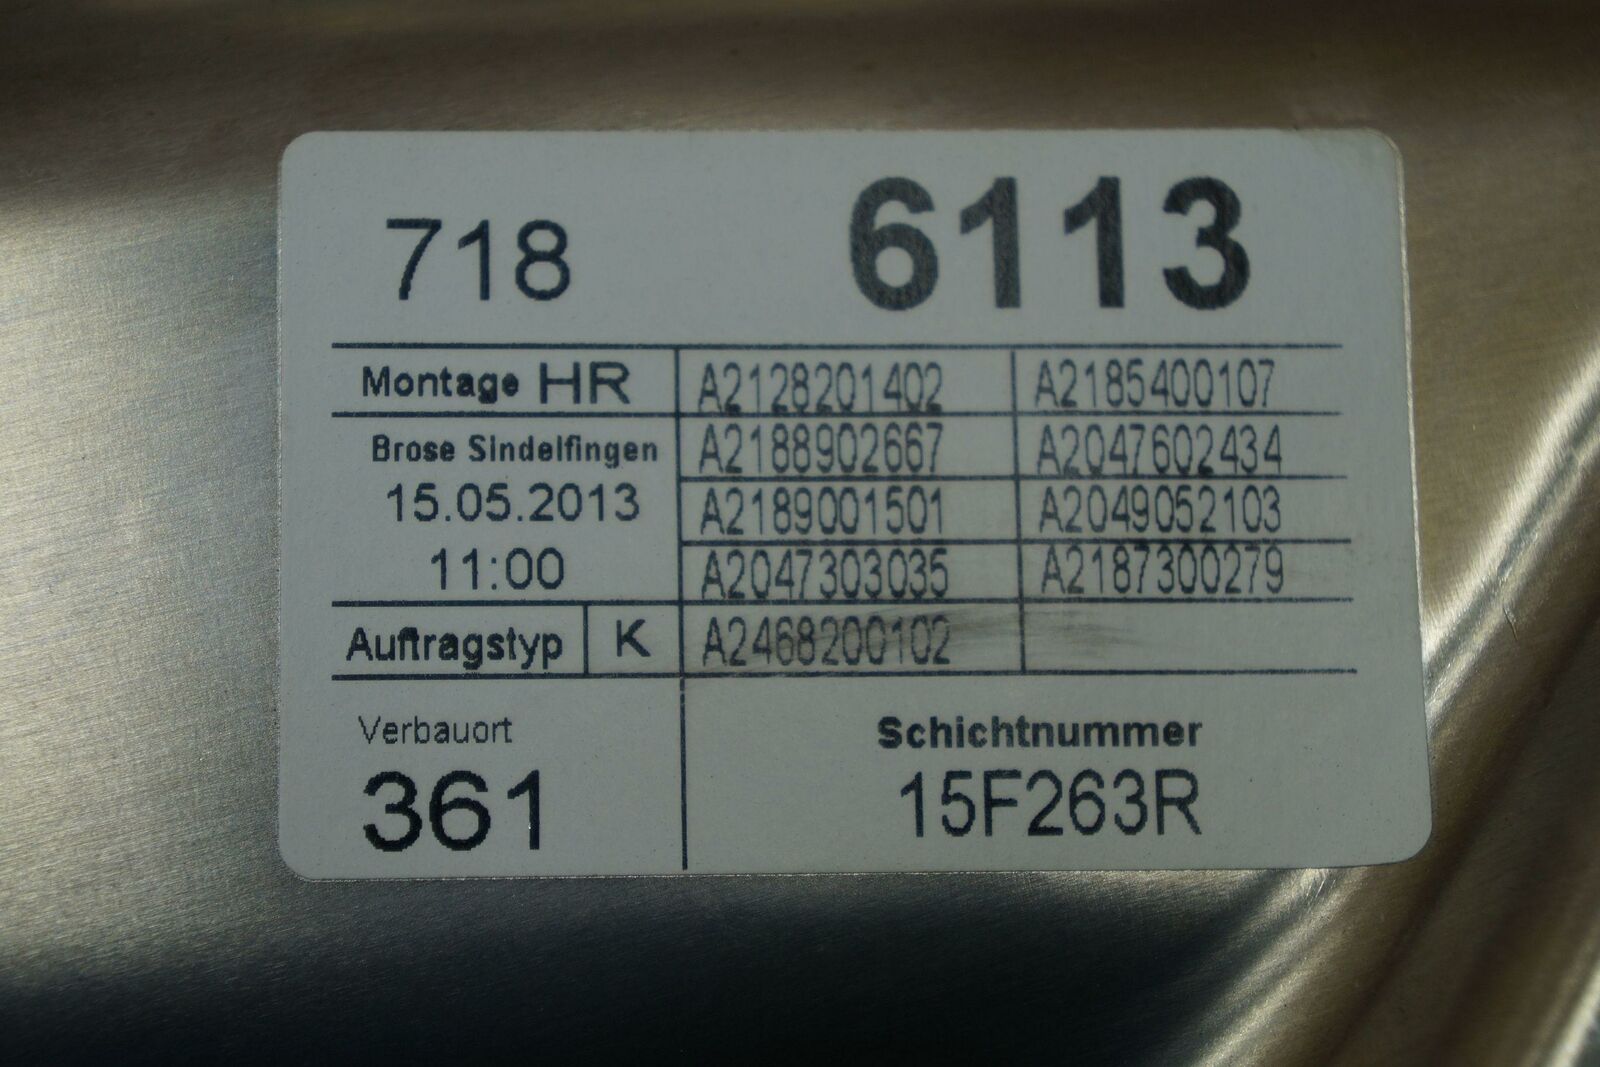 718 6113
Montage HR A2128201402 A2185400107
Brose Sindelfingen A2188902667 A2047602434
15.05.2013 A2189001501 A2049052103
11:00 A2047303035 A2187300279
Auftragstyp K A2468200102
Verbauort Schichtnummer
361 15F263R